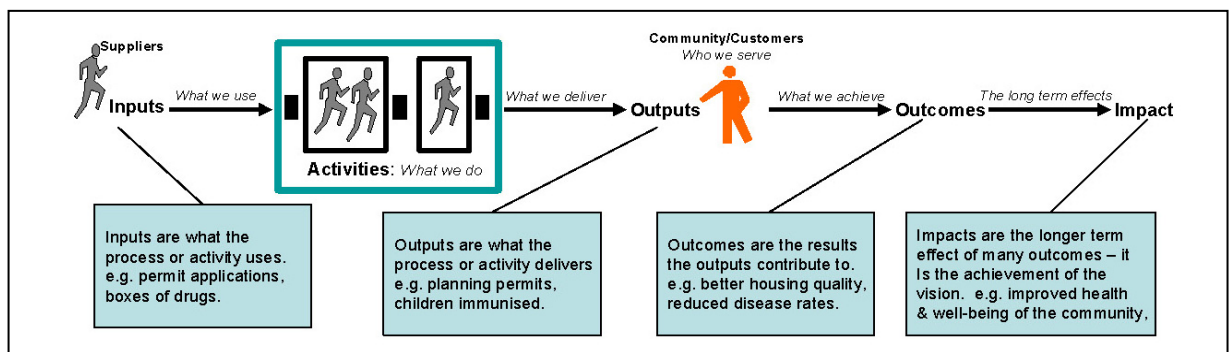 Suppliers
Inputs
What we use
Activities: What we do
What we deliver
Outputs
Community/Customers
Who we serve
What we achieve
Outcomes
The long term effects
Impact
Inputs are what the
process or activity uses.
e.g. permit applications,
boxes of drugs.
Outputs are what the
process or activity delivers
e.g. planning permits,
children immunised.
Outcomes are the results
the outputs contribute to.
e.g. better housing quality,
reduced disease rates.
Impacts are the longer term
effect of many outcomes – it
Is the achievement of the
vision. e.g. improved health
& well-being of the community,